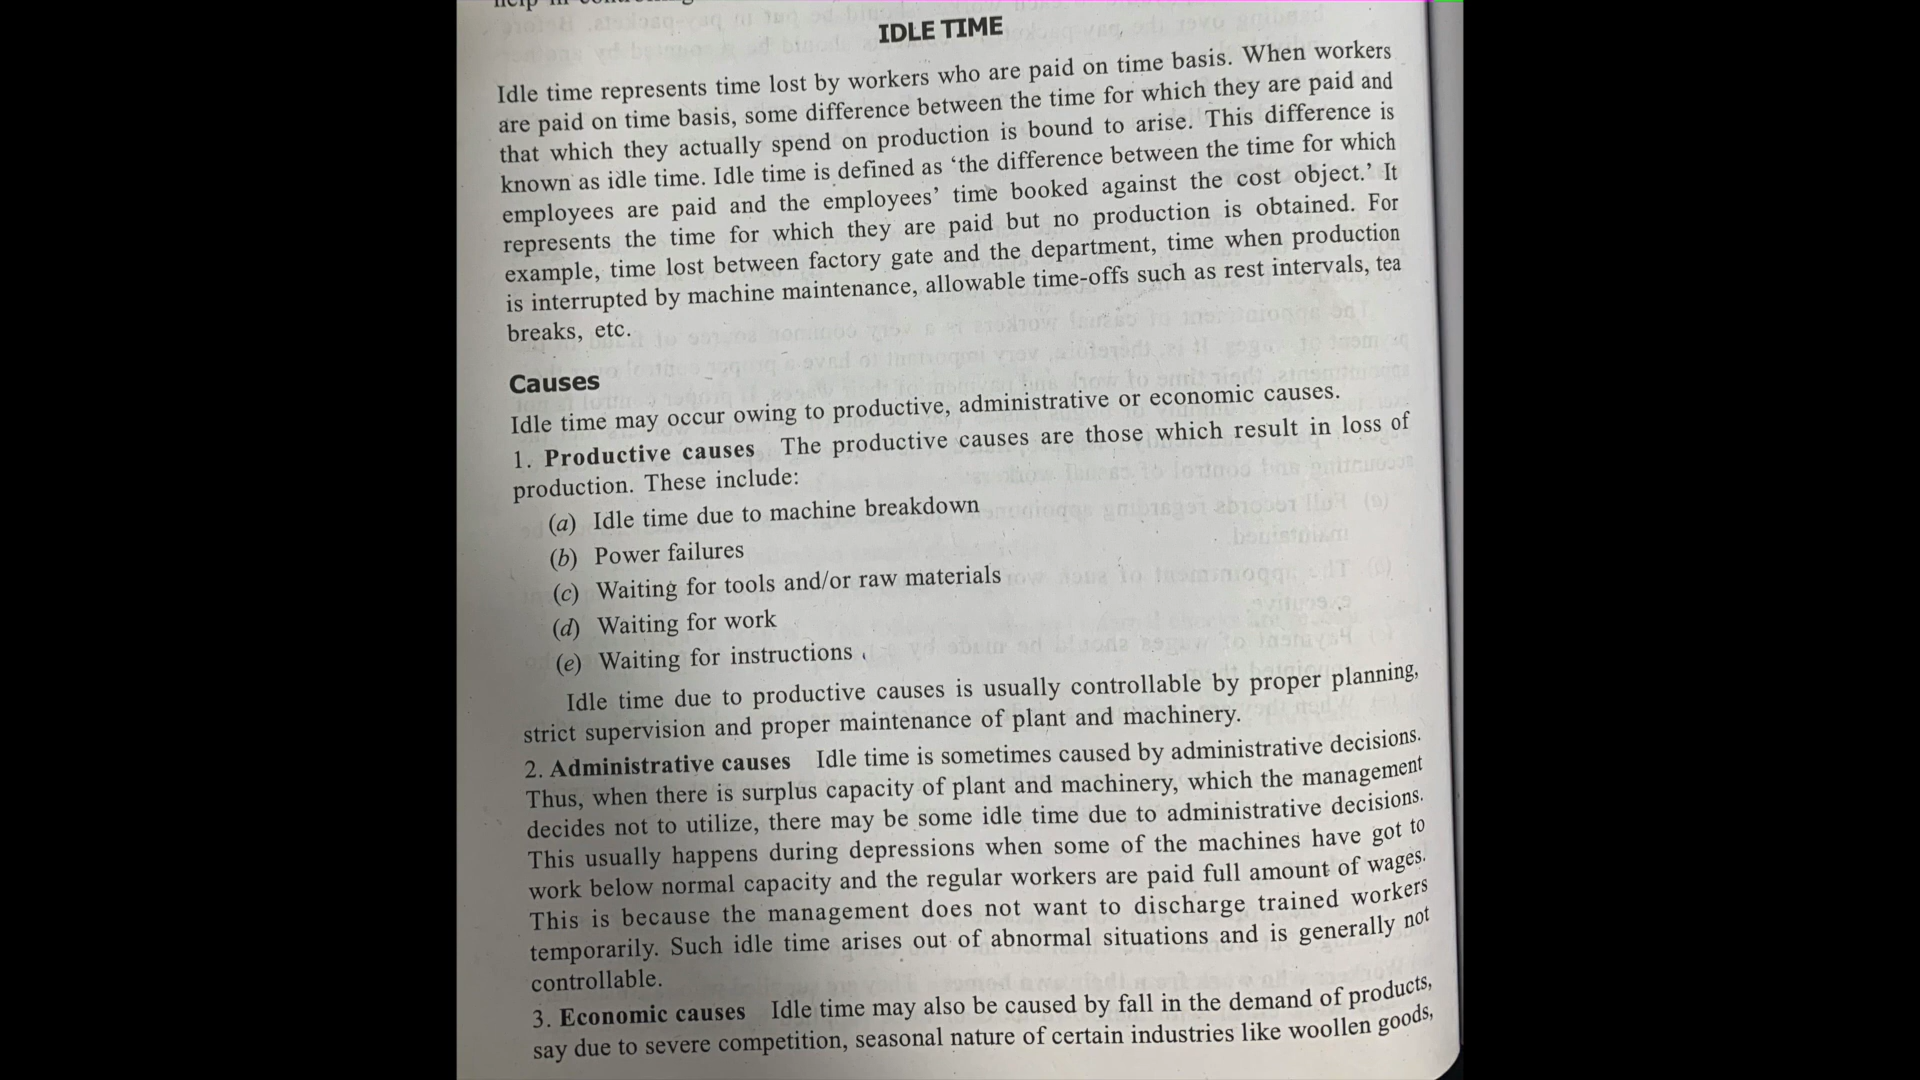 IDLE TIME
Idle time represents time lost by workers who are paid on time basis. When workers
are paid on time basis, some difference between the time for which they are paid and
that which they actually spend on production is bound to arise. This difference is
known as idle time. Idle time is defined as ‘the difference between the time for which
employees are paid and the employees’ time booked against the cost object.’ It
represents the time for which they are paid but no production is obtained. For
example, time lost between factory gate and the department, time when production
is interrupted by machine maintenance, allowable time-offs such as rest intervals, tea
breaks, etc.
Causes
Idle time may occur owing to productive, administrative or economic causes.
1. Productive causes The productive causes are those which result in loss of
production. These include:
(a) Idle time due to machine breakdown
(b) Power failures
(c) Waiting for tools and/or raw materials
(d) Waiting for work
(e) Waiting for instructions
Idle time due to productive causes is usually controllable by proper planning,
strict supervision and proper maintenance of plant and machinery.
2. Administrative causes Idle time is sometimes caused by administrative decisions.
Thus, when there is surplus capacity of plant and machinery, which the management
decides not to utilize, there may be some idle time due to administrative decisions.
This usually happens during depressions when some of the machines have got to
work below normal capacity and the regular workers are paid full amount of wages.
This is because the management does not want to discharge trained workers
temporarily. Such idle time arises out of abnormal situations and is generally not
controllable.
3. Economic causes Idle time may also be caused by fall in the demand of products,
say due to severe competition, seasonal nature of certain industries like woollen goods,